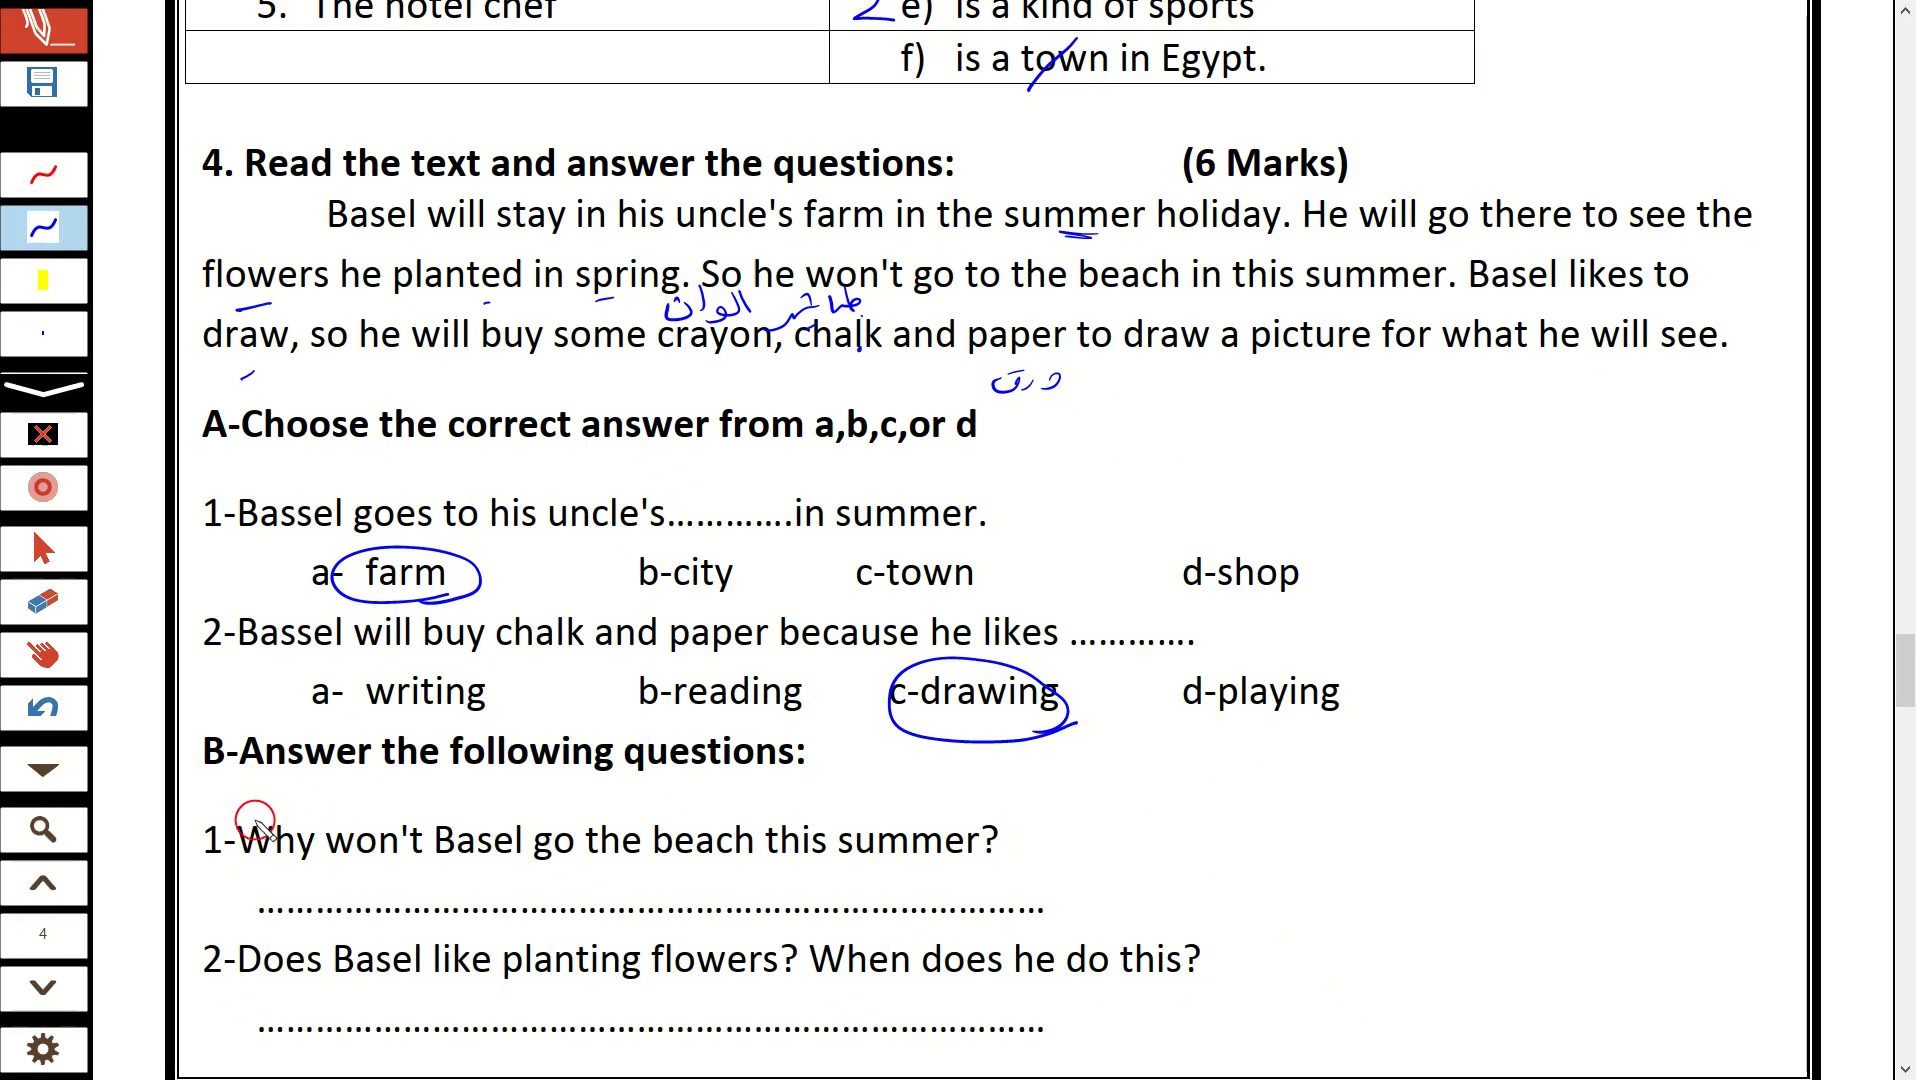 5. The hotel chef
2 e) is a kind of sports
f) is a town in Egypt.
4. Read the text and answer the questions: (6 Marks)
Basel will stay in his uncle's farm in the summer holiday. He will go there to see the
flowers he planted in spring. So he won't go to the beach in this summer. Basel likes to
الوان طباشير
draw, so he will buy some crayon, chalk and paper to draw a picture for what he will see.
ورق
A-Choose the correct answer from a,b,c,or d
1-Bassel goes to his uncle's.............in summer.
a- farm b-city c-town d-shop
2-Bassel will buy chalk and paper because he likes .............
a- writing b-reading c-drawing d-playing
B-Answer the following questions:
1-Why won't Basel go the beach this summer?
................................................................................
2-Does Basel like planting flowers? When does he do this?
................................................................................
4